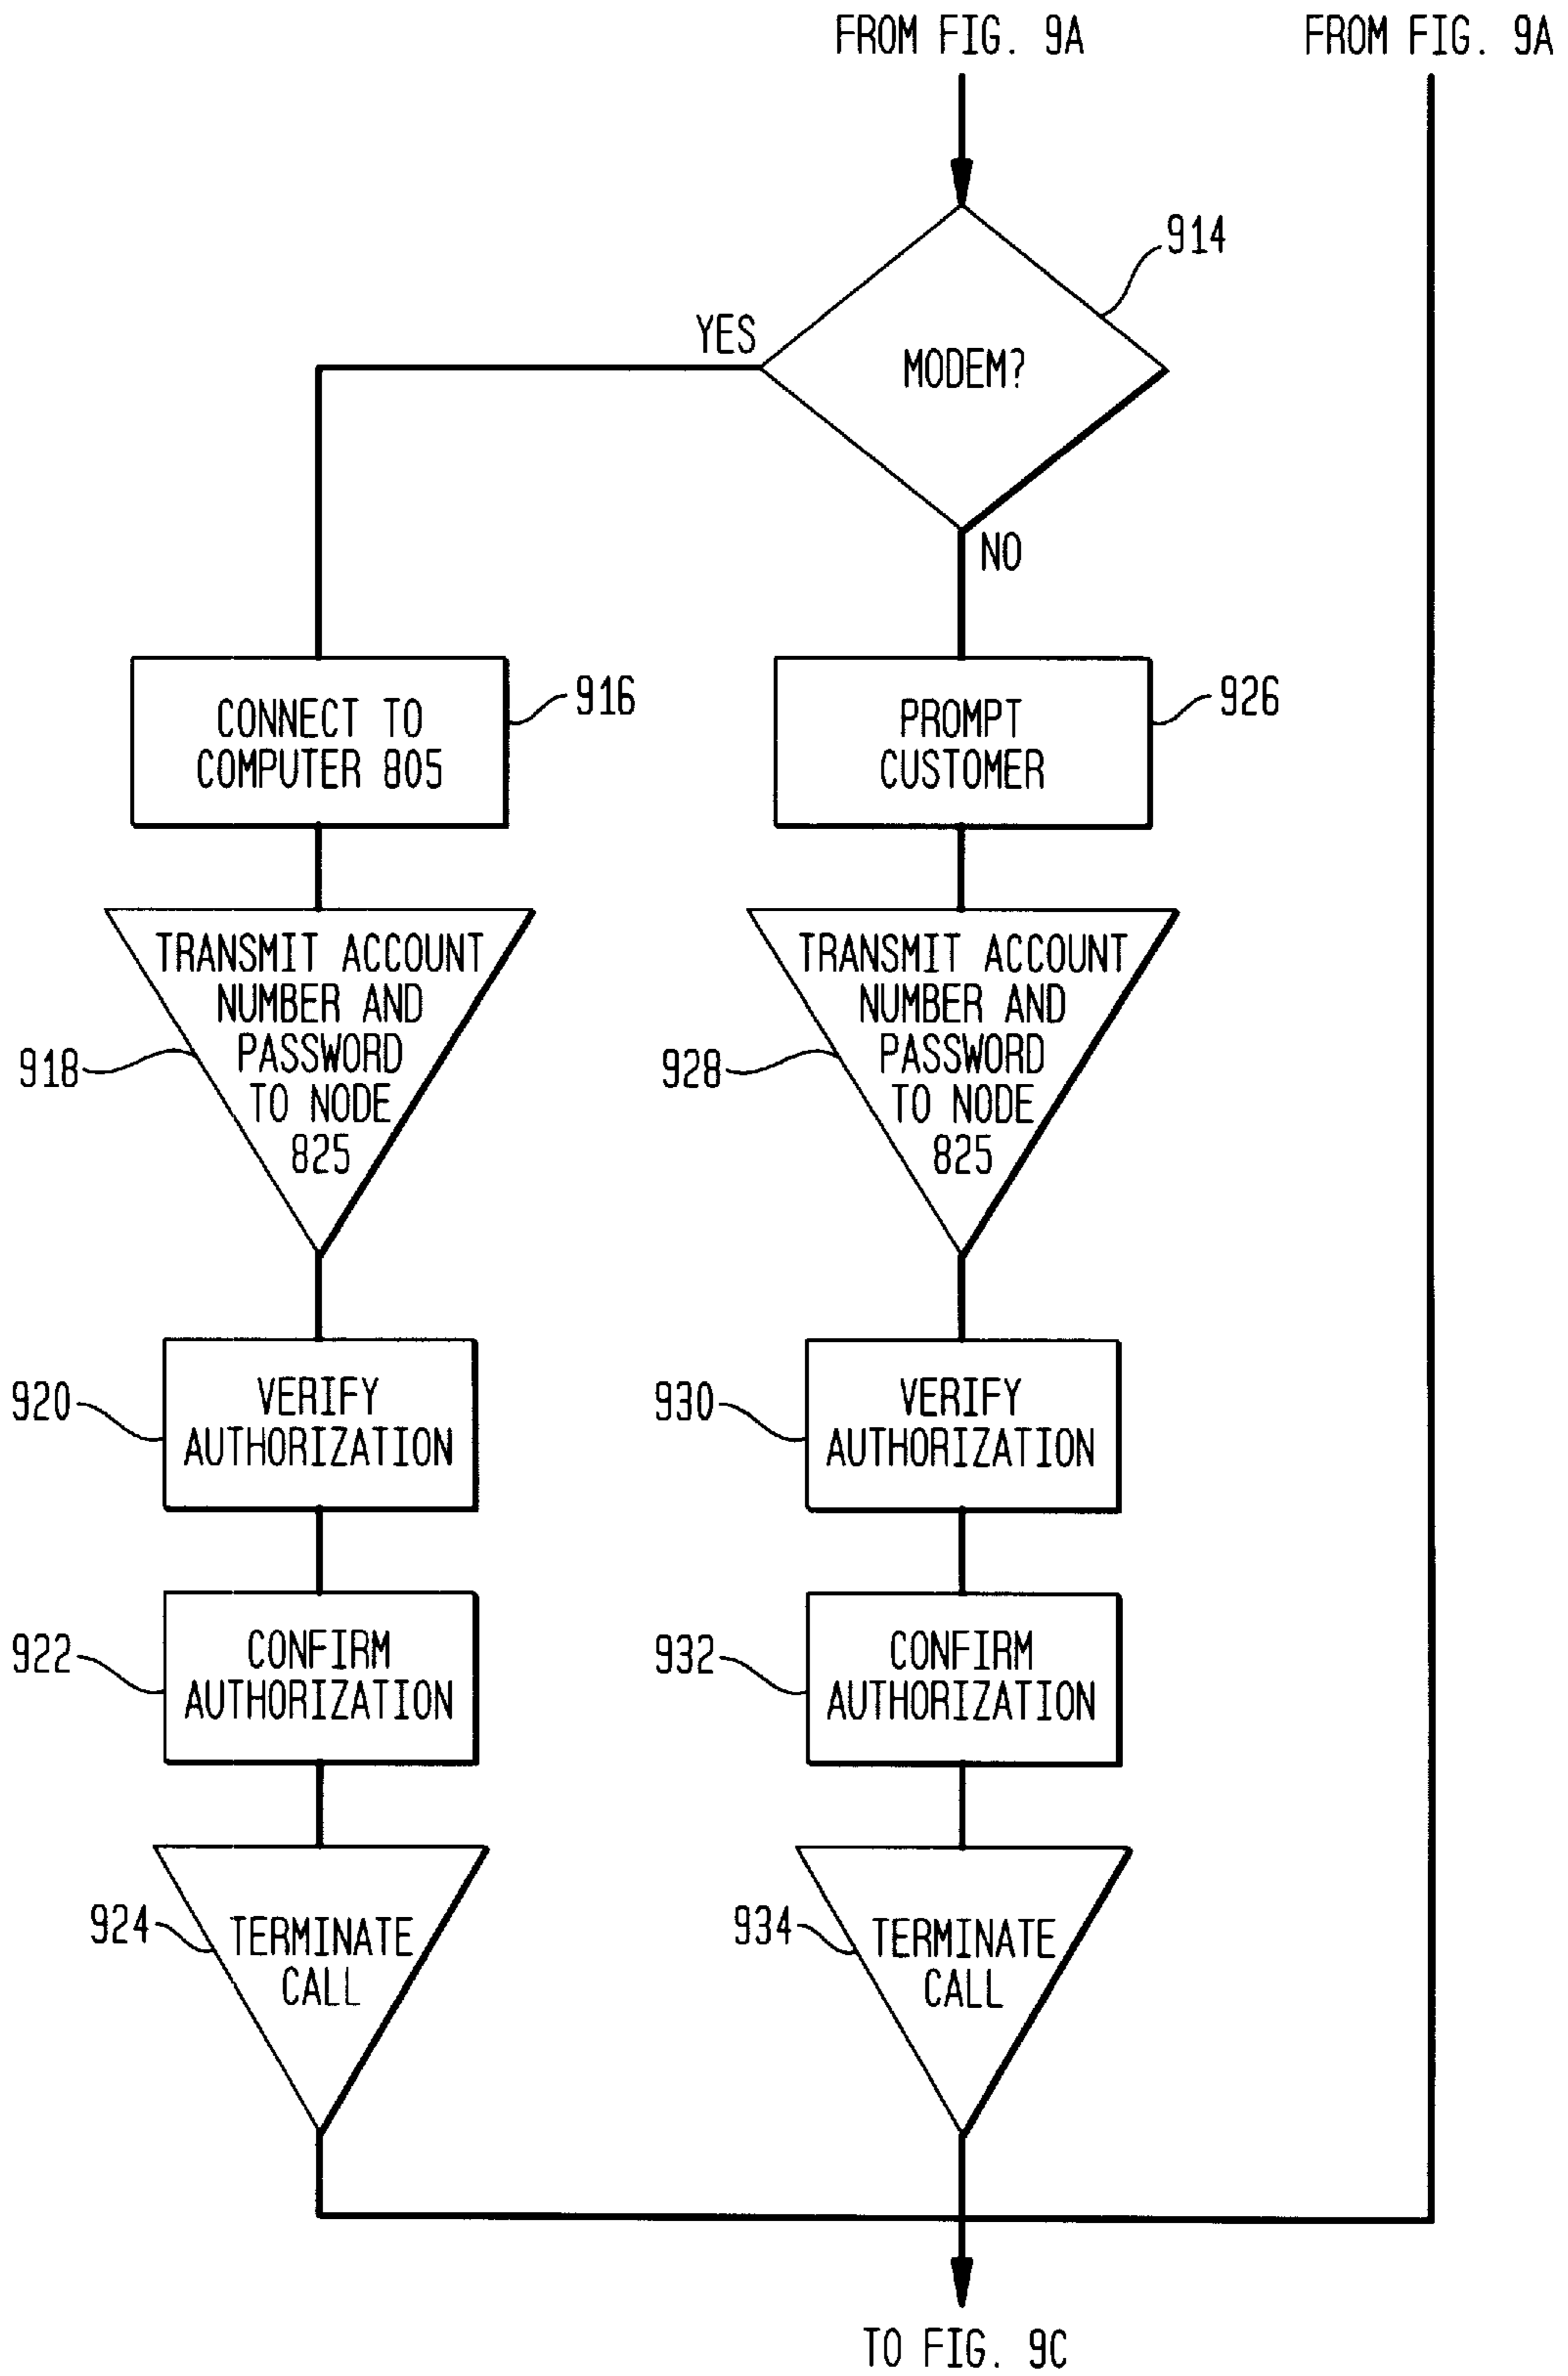 FROM FIG. 9A
FROM FIG. 9A
914
YES
MODEM?
NO
CONNECT TO
COMPUTER 805
916
PROMPT
CUSTOMER
926
TRANSMIT ACCOUNT
NUMBER AND
PASSWORD
TO NODE
825
918
TRANSMIT ACCOUNT
NUMBER AND
PASSWORD
TO NODE
825
928
920
VERIFY
AUTHORIZATION
930
VERIFY
AUTHORIZATION
922
CONFIRM
AUTHORIZATION
932
CONFIRM
AUTHORIZATION
924
TERMINATE
CALL
934
TERMINATE
CALL
TO FIG. 9C